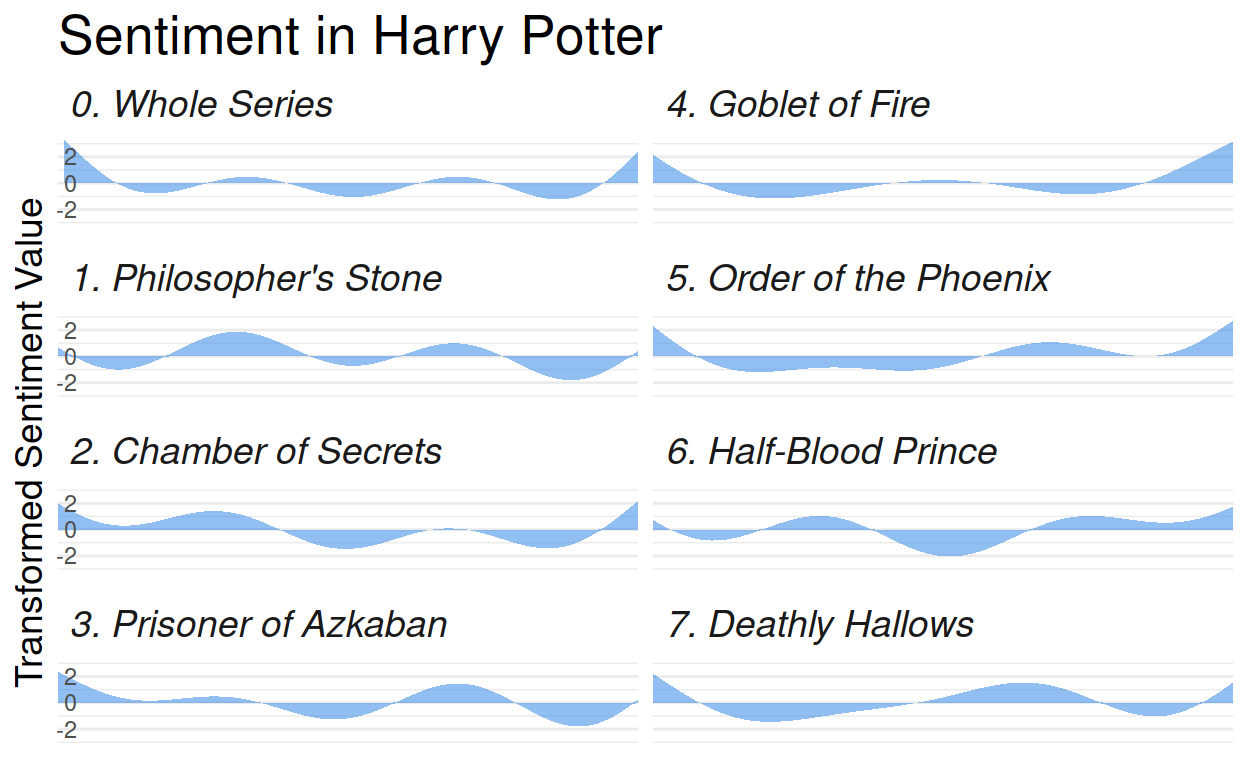 Sentiment in Harry Potter
Transformed Sentiment Value
0. Whole Series
2
0
-2
4. Goblet of Fire
1. Philosopher's Stone
2
0
-2
5. Order of the Phoenix
2. Chamber of Secrets
2
0
-2
6. Half-Blood Prince
3. Prisoner of Azkaban
2
0
-2
7. Deathly Hallows